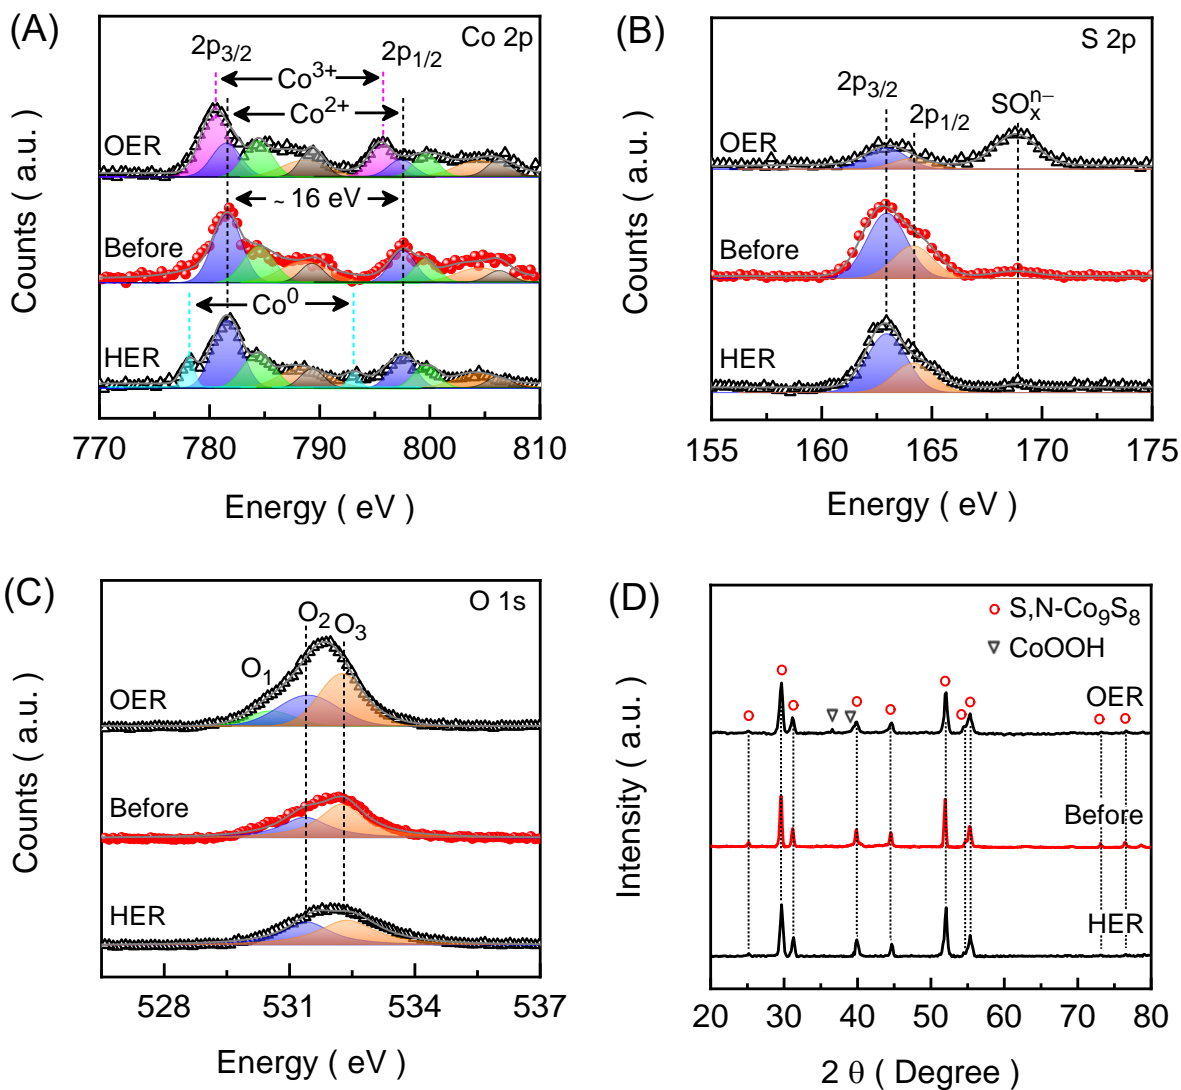 (A)
Co 2p
2p3/2
Co3+
2p1/2
Co2+
OER
~ 16 eV
Before
Co0
HER
Counts ( a.u. )
770 780 790 800 810
Energy ( eV )
(B)
S 2p
2p3/2
2p1/2
SOxn−
OER
Before
HER
Counts ( a.u. )
155 160 165 170 175
Energy ( eV )
(C)
O 1s
O1
O2
O3
OER
Before
HER
Counts ( a.u. )
528 531 534 537
Energy ( eV )
(D)
S,N-Co9S8
CoOOH
OER
Before
HER
Intensity ( a.u. )
20 30 40 50 60 70 80
2 θ ( Degree )